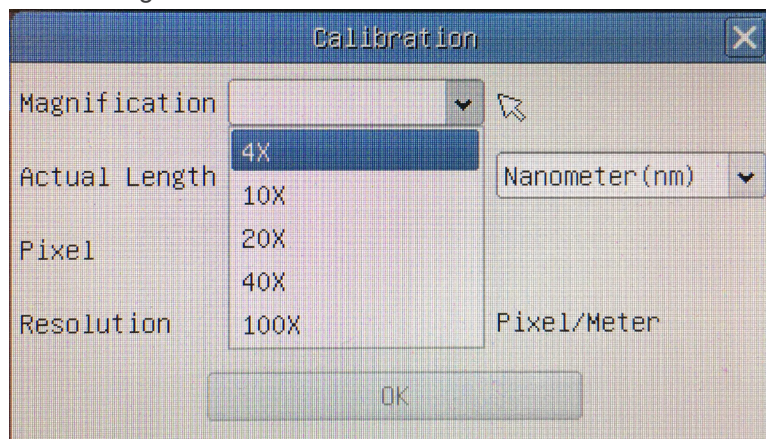 Calibration
Magnification
4X
Actual Length
Nanometer(nm)
10X
Pixel
20X
40X
Resolution
100X
Pixel/Meter
OK